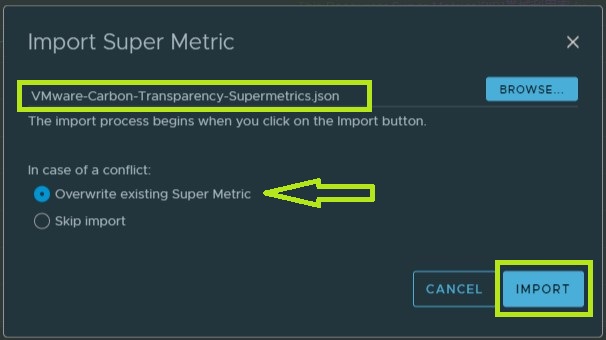 Import Super Metric
VMware-Carbon-Transparency-Supermetrics.json
BROWSE...
The import process begins when you click on the Import button.
In case of a conflict:
Overwrite existing Super Metric
Skip import
CANCEL
IMPORT